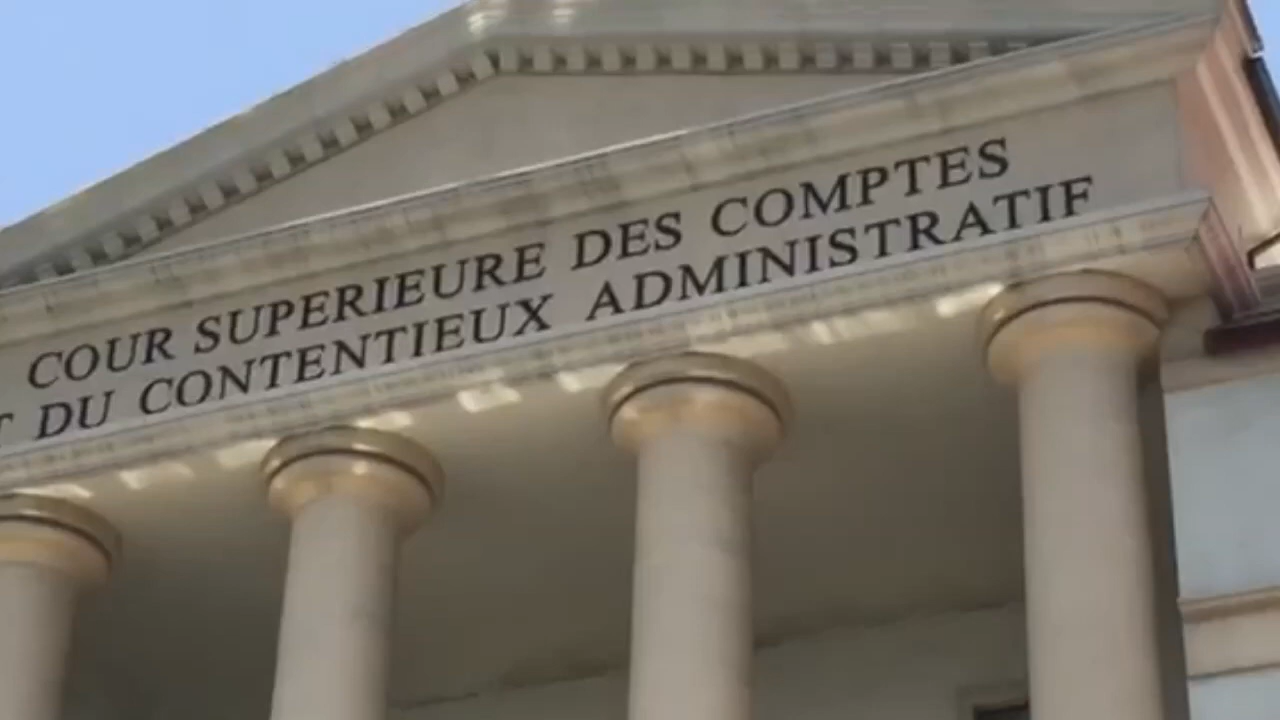 COUR SUPERIEURE DES COMPTES
T DU CONTENTIEUX ADMINISTRATIF